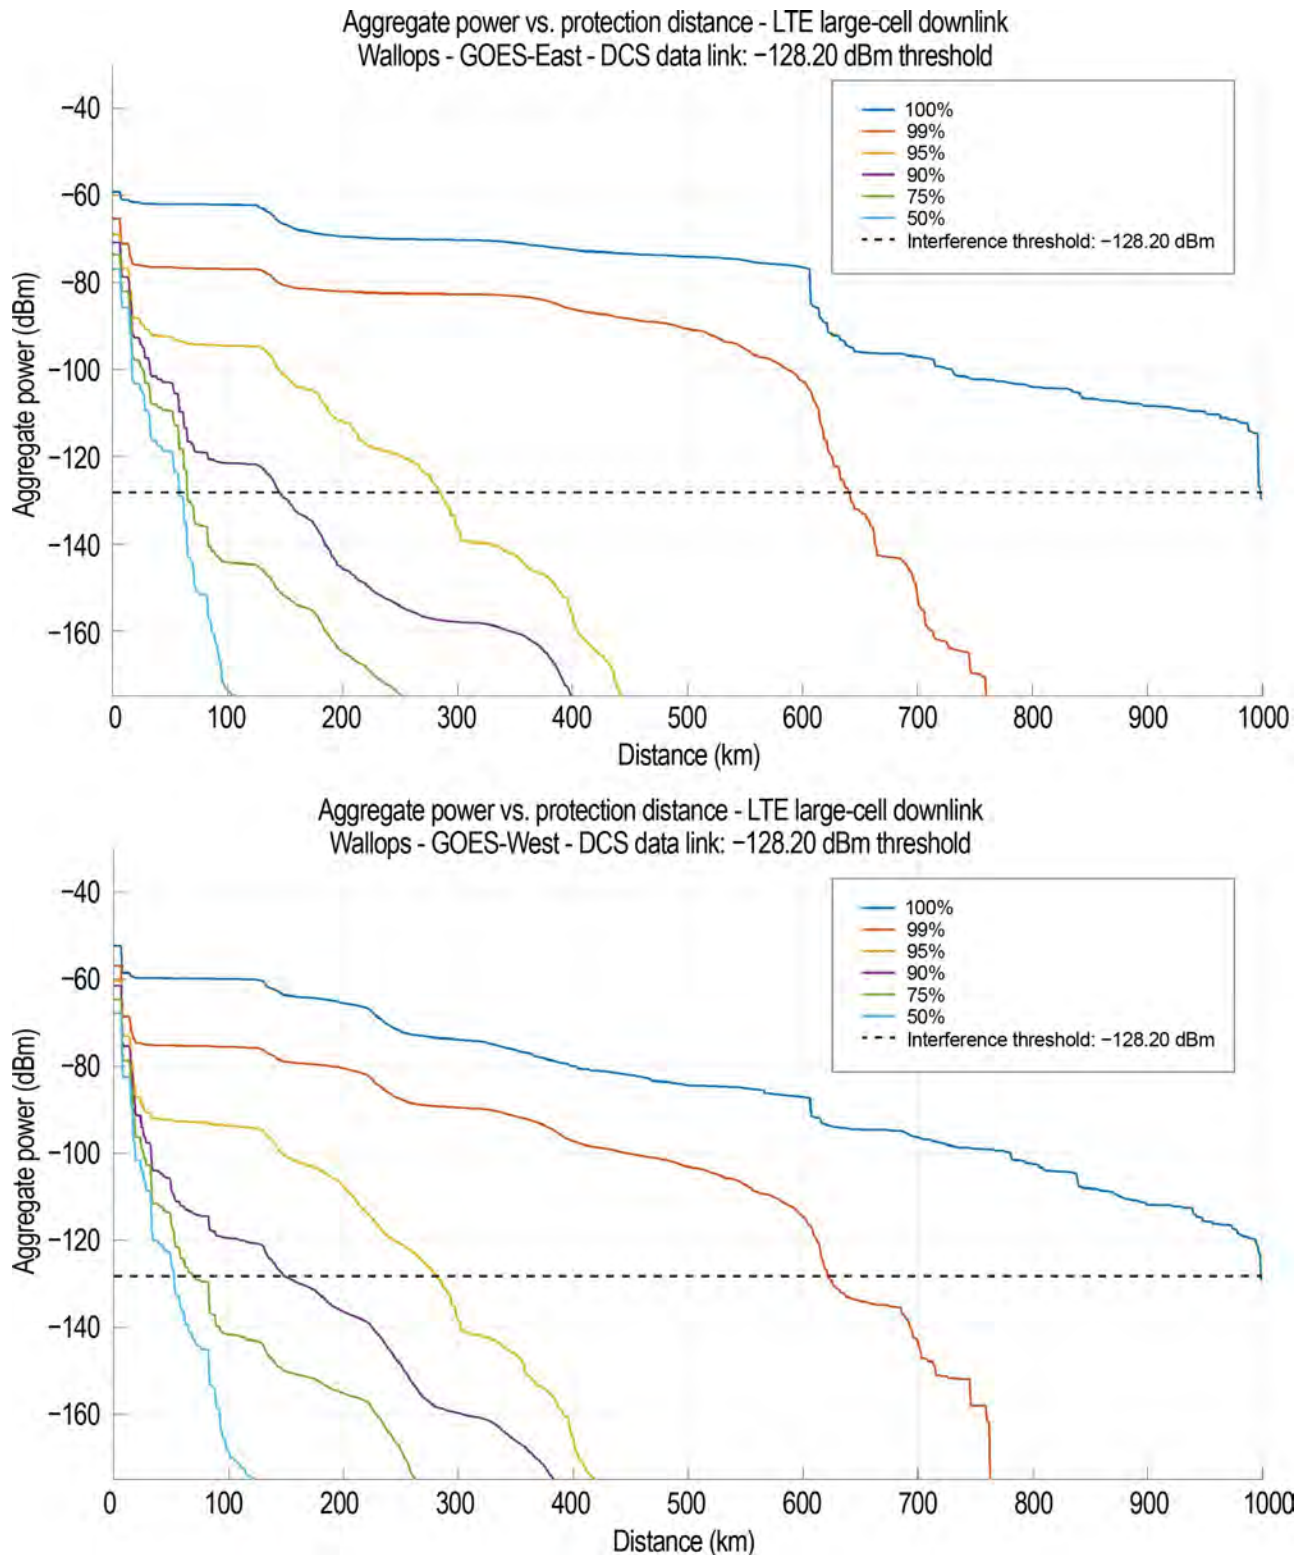 Aggregate power vs. protection distance - LTE large-cell downlink
Wallops - GOES-East - DCS data link: −128.20 dBm threshold
−40
−60
−80
−100
−120
−140
−160
Aggregate power (dBm)
100%
99%
95%
90%
75%
50%
Interference threshold: −128.20 dBm
0 100 200 300 400 500 600 700 800 900 1000
Distance (km)
Aggregate power vs. protection distance - LTE large-cell downlink
Wallops - GOES-West - DCS data link: −128.20 dBm threshold
−40
−60
−80
−100
−120
−140
−160
Aggregate power (dBm)
100%
99%
95%
90%
75%
50%
Interference threshold: −128.20 dBm
0 100 200 300 400 500 600 700 800 900 1000
Distance (km)